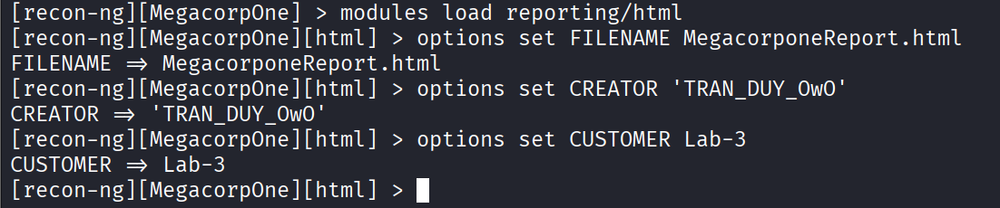 [recon-ng][MegacorpOne] > modules load reporting/html
[recon-ng][MegacorpOne][html] > options set FILENAME MegacorponeReport.html
FILENAME ⇒ MegacorponeReport.html
[recon-ng][MegacorpOne][html] > options set CREATOR 'TRAN_DUY_OwO'
CREATOR ⇒ 'TRAN_DUY_OwO'
[recon-ng][MegacorpOne][html] > options set CUSTOMER Lab-3
CUSTOMER ⇒ Lab-3
[recon-ng][MegacorpOne][html] >